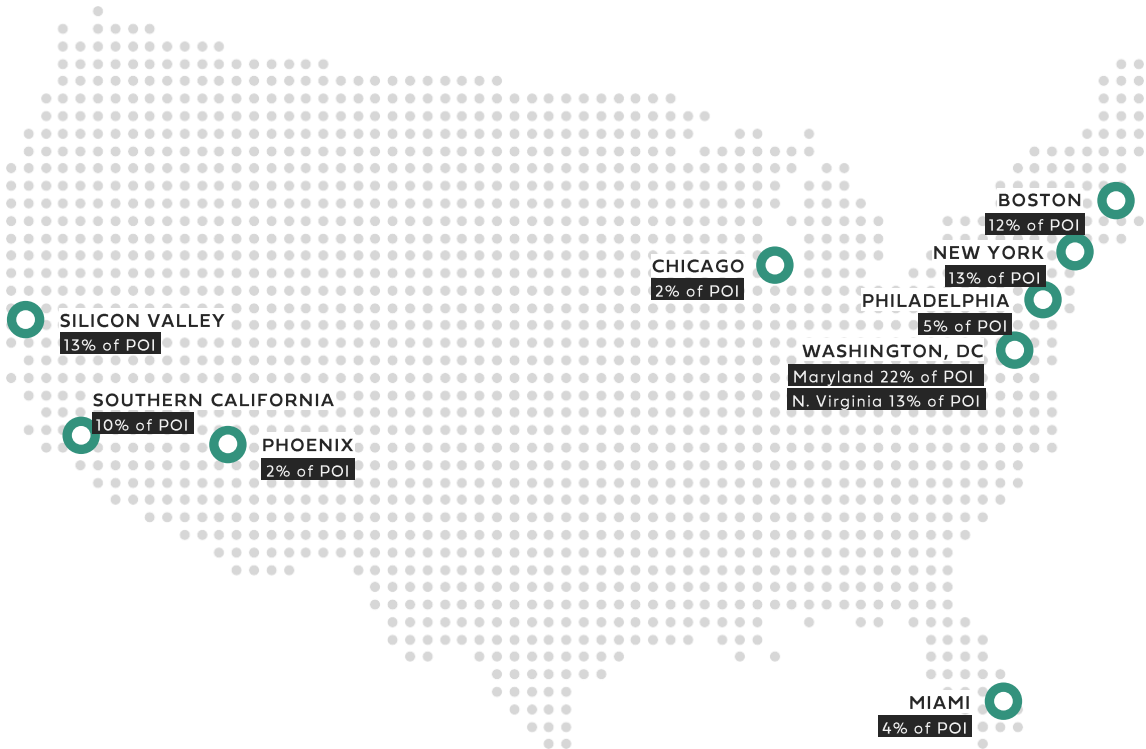 BOSTON
12% of POI
NEW YORK
13% of POI
CHICAGO
2% of POI
PHILADELPHIA
5% of POI
SILICON VALLEY
13% of POI
WASHINGTON, DC
Maryland 22% of POI
N. Virginia 13% of POI
SOUTHERN CALIFORNIA
10% of POI
PHOENIX
2% of POI
MIAMI
4% of POI